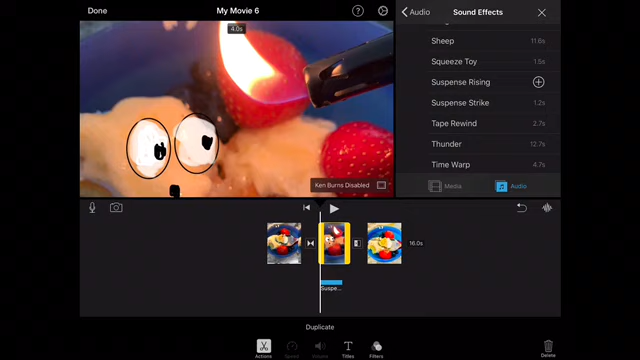 Done
My Movie 6
Audio
Sound Effects
4.0s
Sheep 11.6s
Squeeze Toy 1.5s
Suspense Rising
Suspense Strike 1.2s
Tape Rewind 2.7s
Thunder 12.7s
Time Warp 4.7s
Ken Burns Disabled
Media
Audio
16.0s
Suspe...
Duplicate
Actions
Speed
Volume
Titles
Filters
Delete